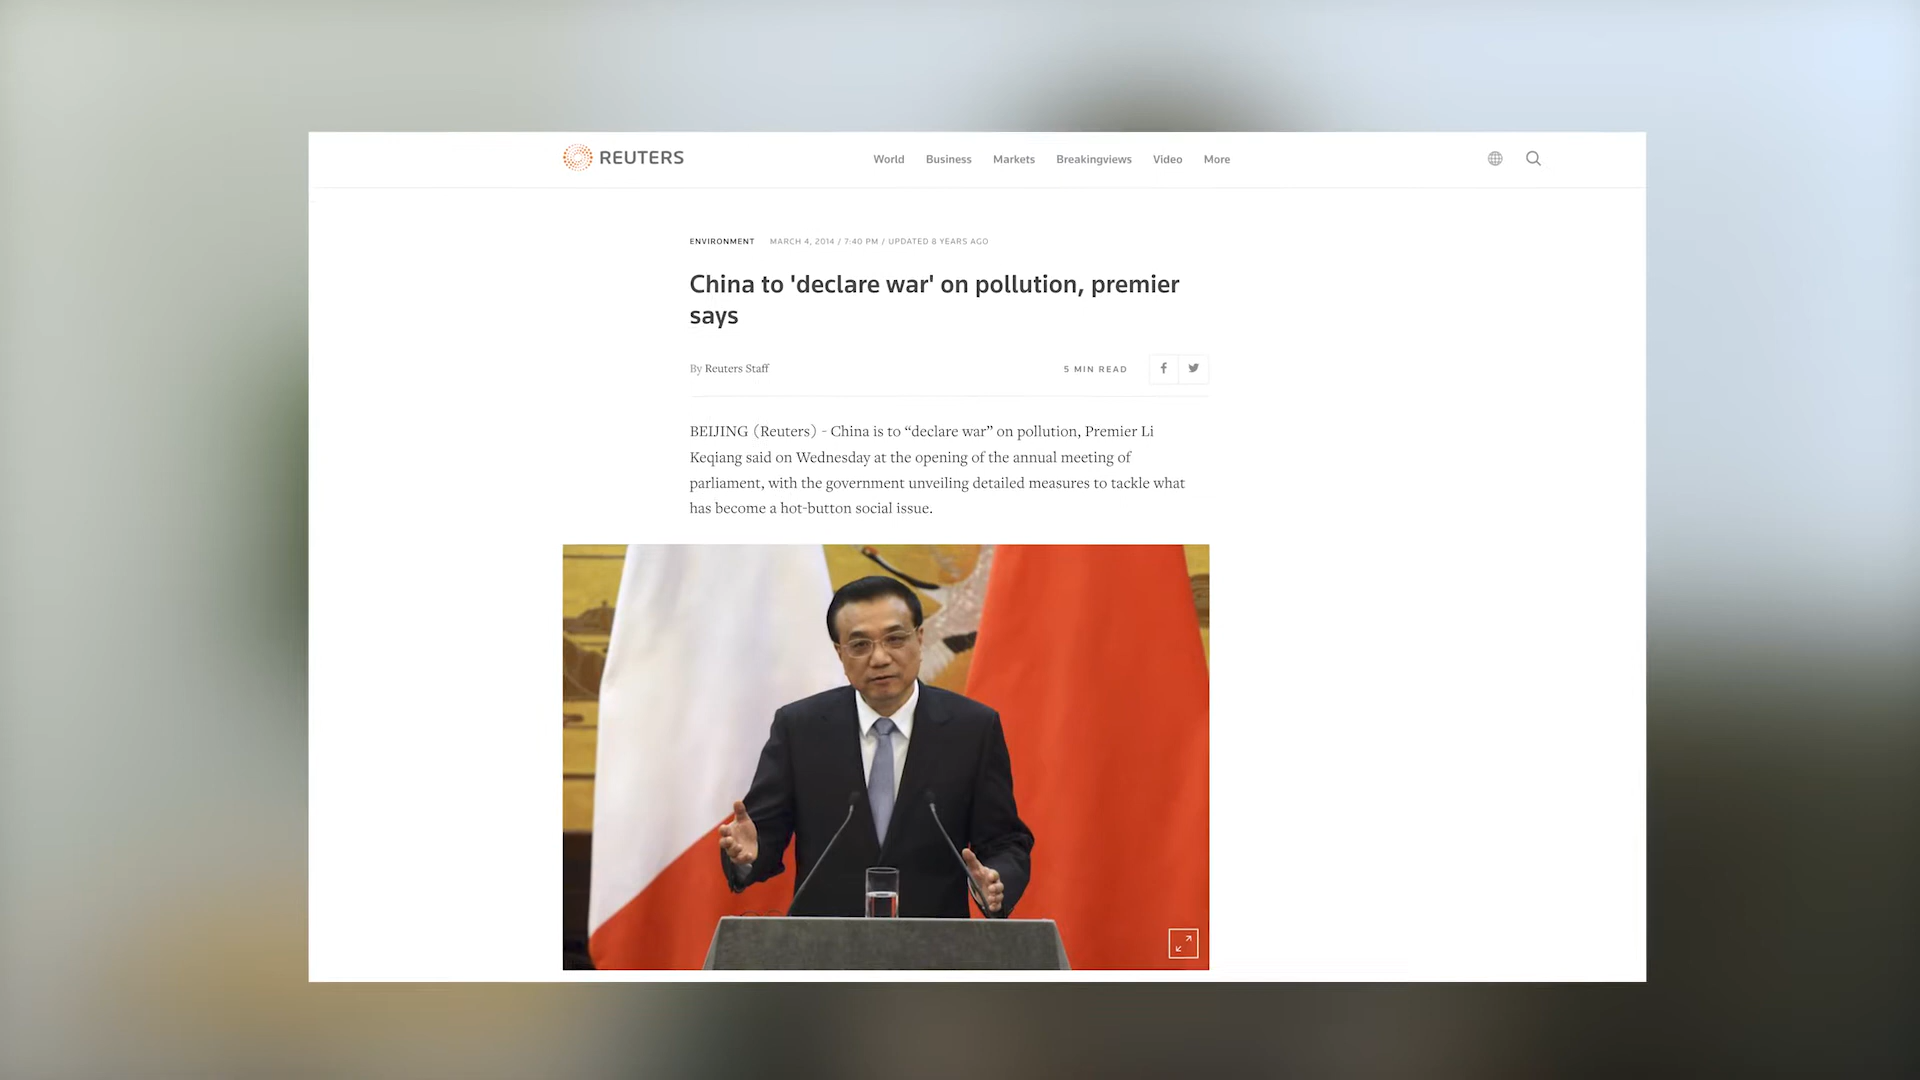 REUTERS
World Business Markets Breakingviews Video More
ENVIRONMENT MARCH 4, 2014 / 7:40 PM / UPDATED 8 YEARS AGO
China to 'declare war' on pollution, premier
says
By Reuters Staff
5 MIN READ
BEIJING (Reuters) - China is to “declare war” on pollution, Premier Li
Keqiang said on Wednesday at the opening of the annual meeting of
parliament, with the government unveiling detailed measures to tackle what
has become a hot-button social issue.